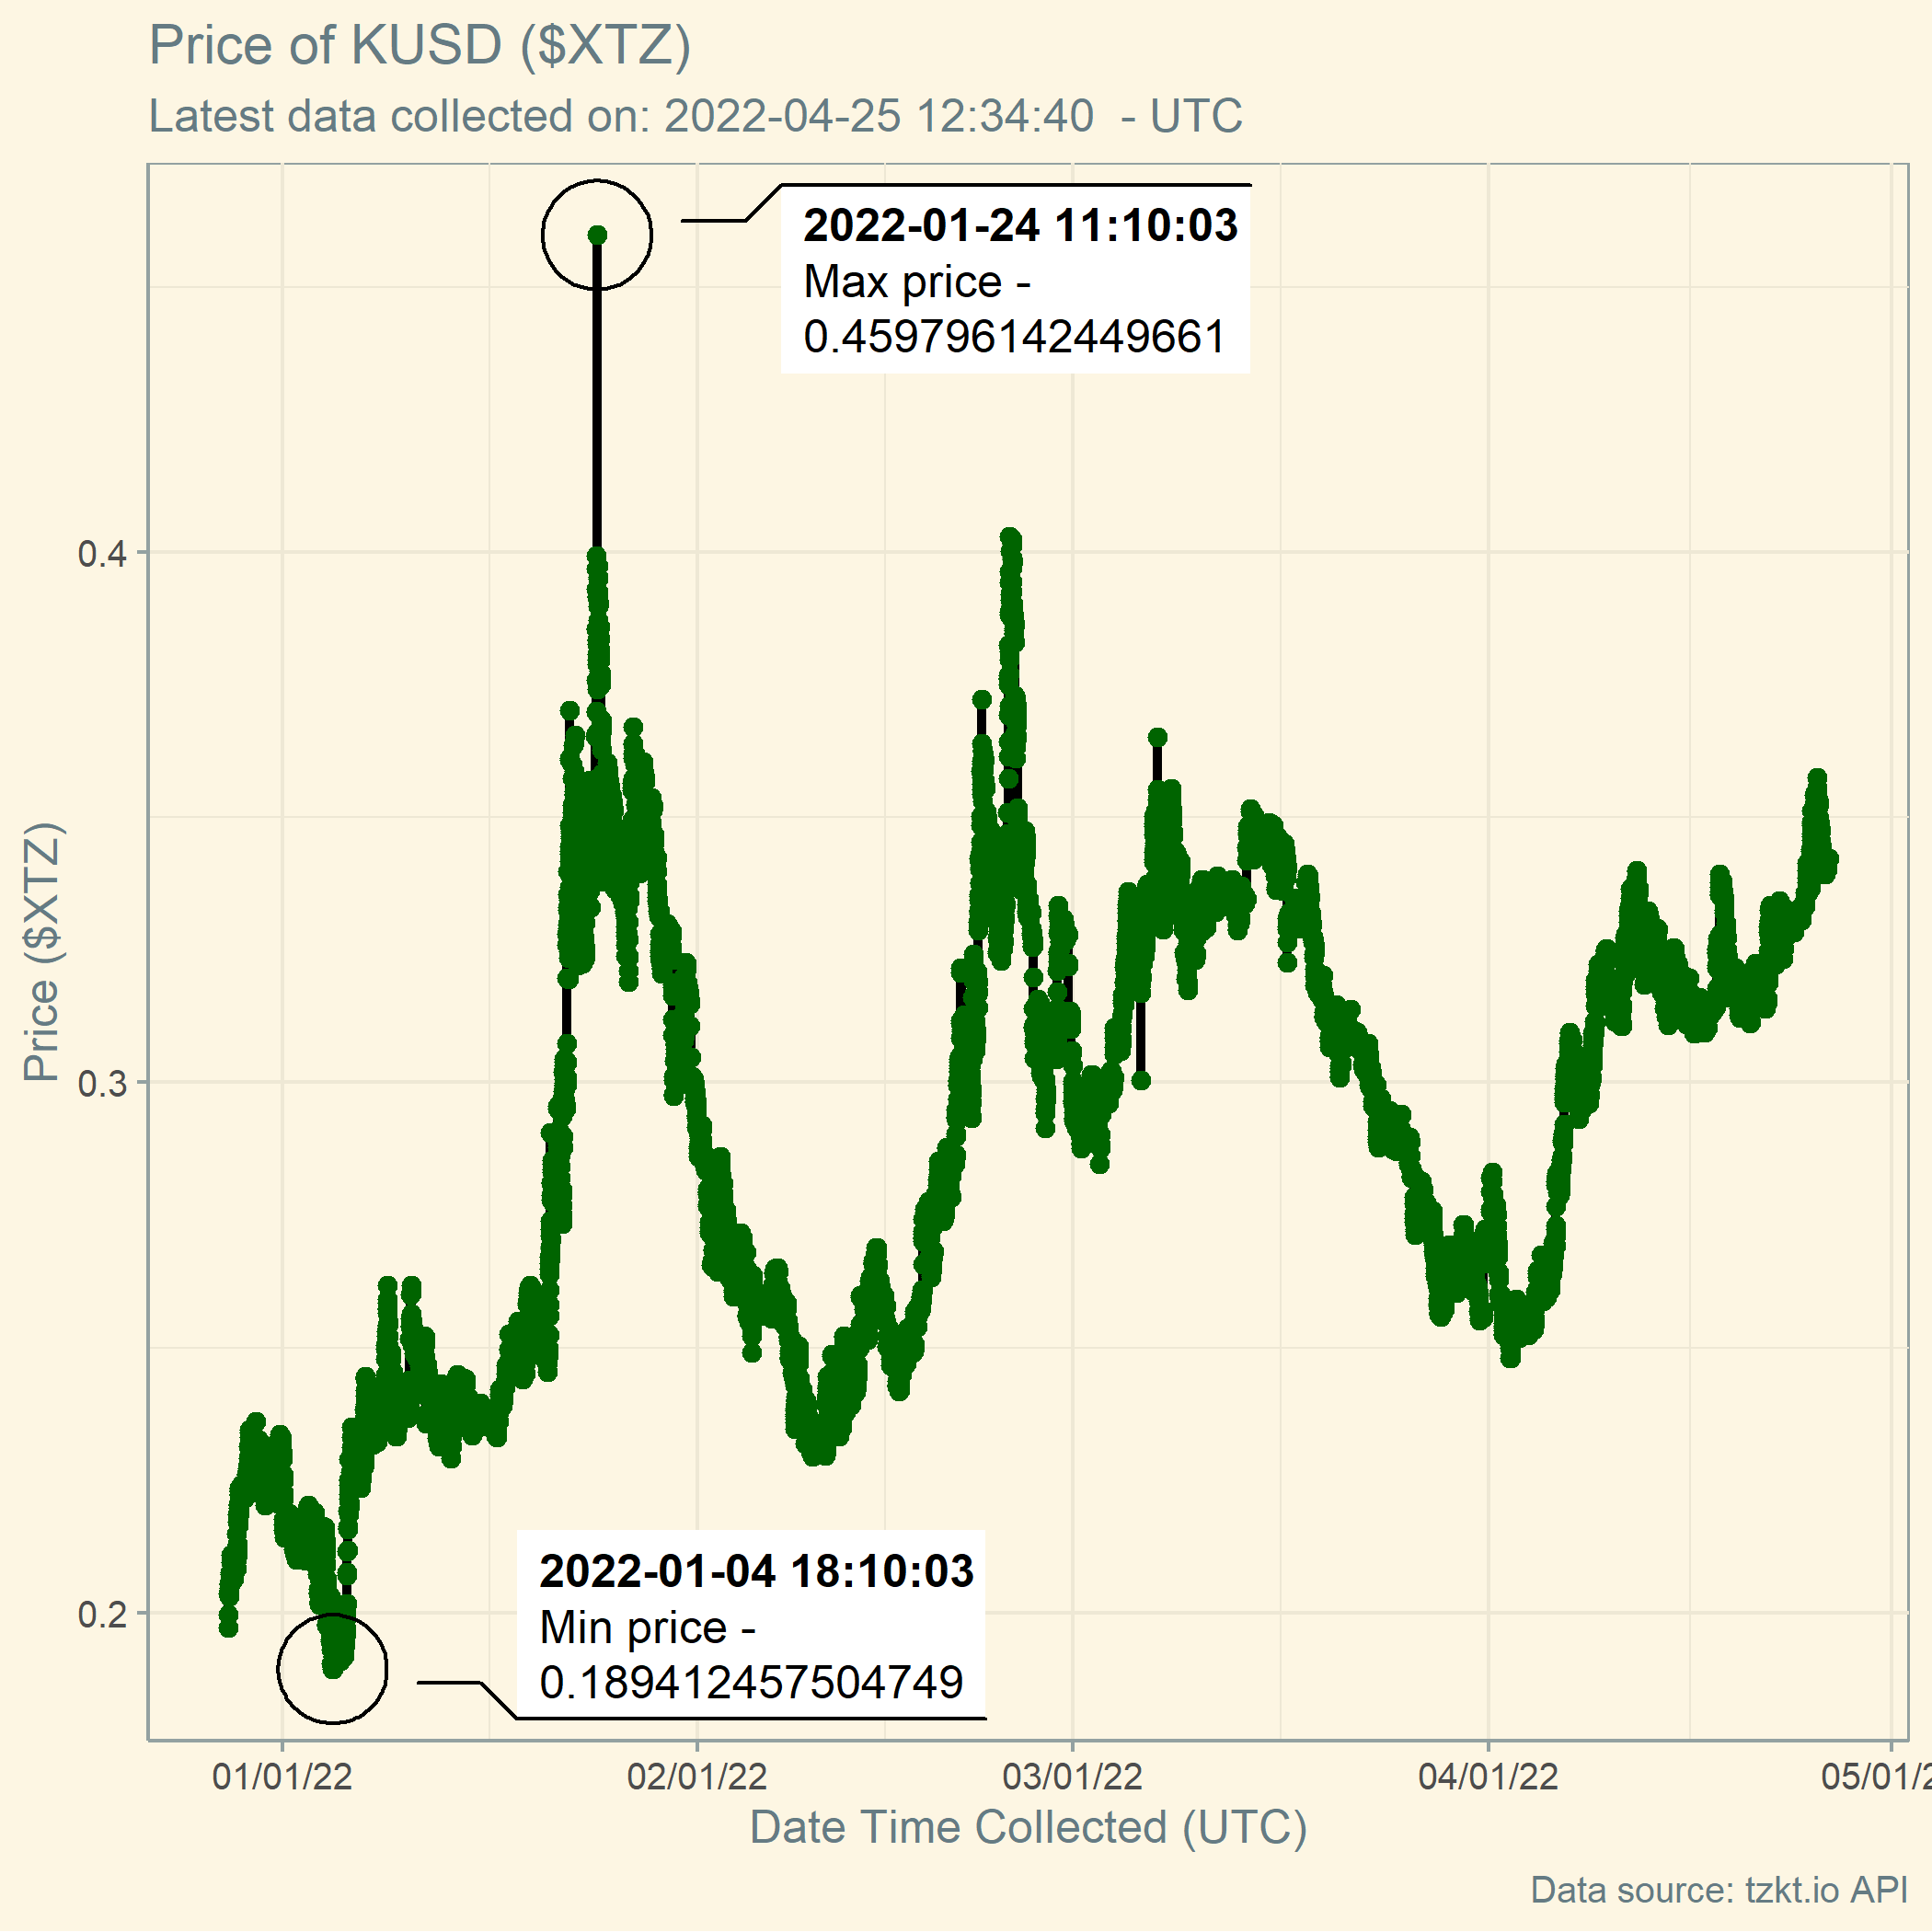 Price of KUSD ($XTZ)
Latest data collected on: 2022-04-25 12:34:40  - UTC
2022-01-24 11:10:03
Max price -
0.459796142449661
0.4
0.3
0.2
Price ($XTZ)
2022-01-04 18:10:03
Min price -
0.189412457504749
01/01/22
02/01/22
03/01/22
04/01/22
05/01/2
Date Time Collected (UTC)
Data source: tzkt.io API